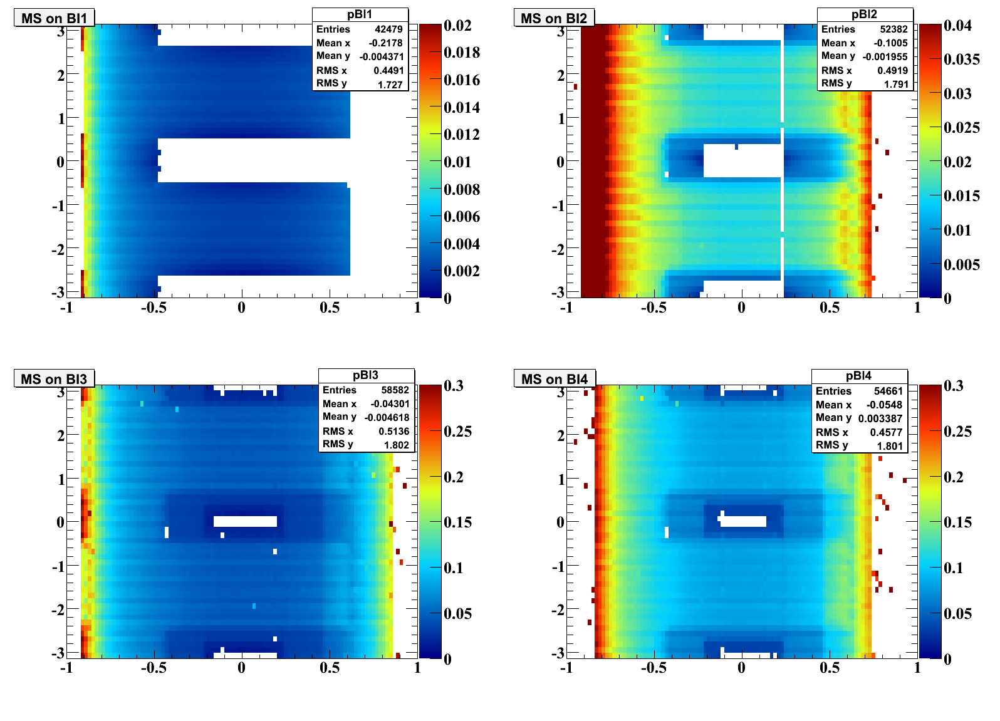 MS on BI1
pBI1
Entries 42479
Mean x -0.2178
Mean y -0.004371
RMS x 0.4491
RMS y 1.727
3
2
1
0
-1
-2
-3
-1 -0.5 0 0.5 1
0.02
0.018
0.016
0.014
0.012
0.01
0.008
0.006
0.004
0.002
0
MS on BI2
pBI2
Entries 52382
Mean x -0.1005
Mean y -0.001955
RMS x 0.4919
RMS y 1.791
3
2
1
0
-1
-2
-3
-1 -0.5 0 0.5 1
0.04
0.035
0.03
0.025
0.02
0.015
0.01
0.005
0
MS on BI3
pBI3
Entries 58582
Mean x -0.04301
Mean y -0.004618
RMS x 0.5136
RMS y 1.802
3
2
1
0
-1
-2
-3
-1 -0.5 0 0.5 1
0.3
0.25
0.2
0.15
0.1
0.05
0
MS on BI4
pBI4
Entries 54661
Mean x -0.0548
Mean y 0.003387
RMS x 0.4577
RMS y 1.801
3
2
1
0
-1
-2
-3
-1 -0.5 0 0.5 1
0.3
0.25
0.2
0.15
0.1
0.05
0